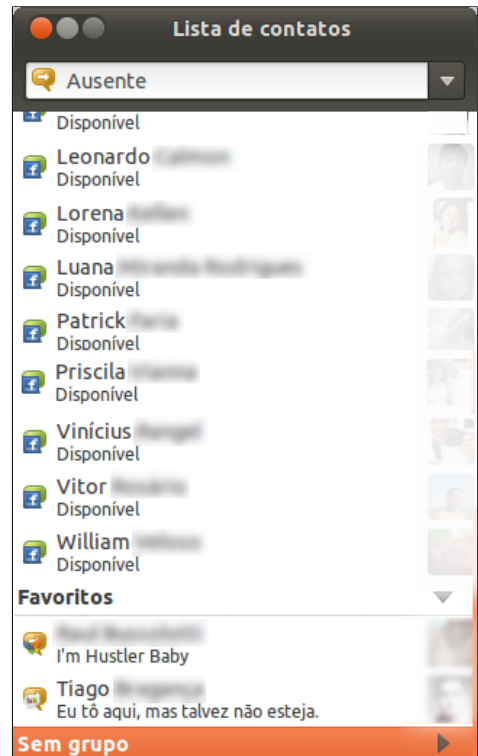 Lista de contatos
Ausente
Disponível
Leonardo
Disponível
Lorena
Disponível
Luana
Disponível
Patrick
Disponível
Priscila
Disponível
Vinícius
Disponível
Vitor
Disponível
William
Disponível
Favoritos
I'm Hustler Baby
Tiago
Eu tô aqui, mas talvez não esteja.
Sem grupo